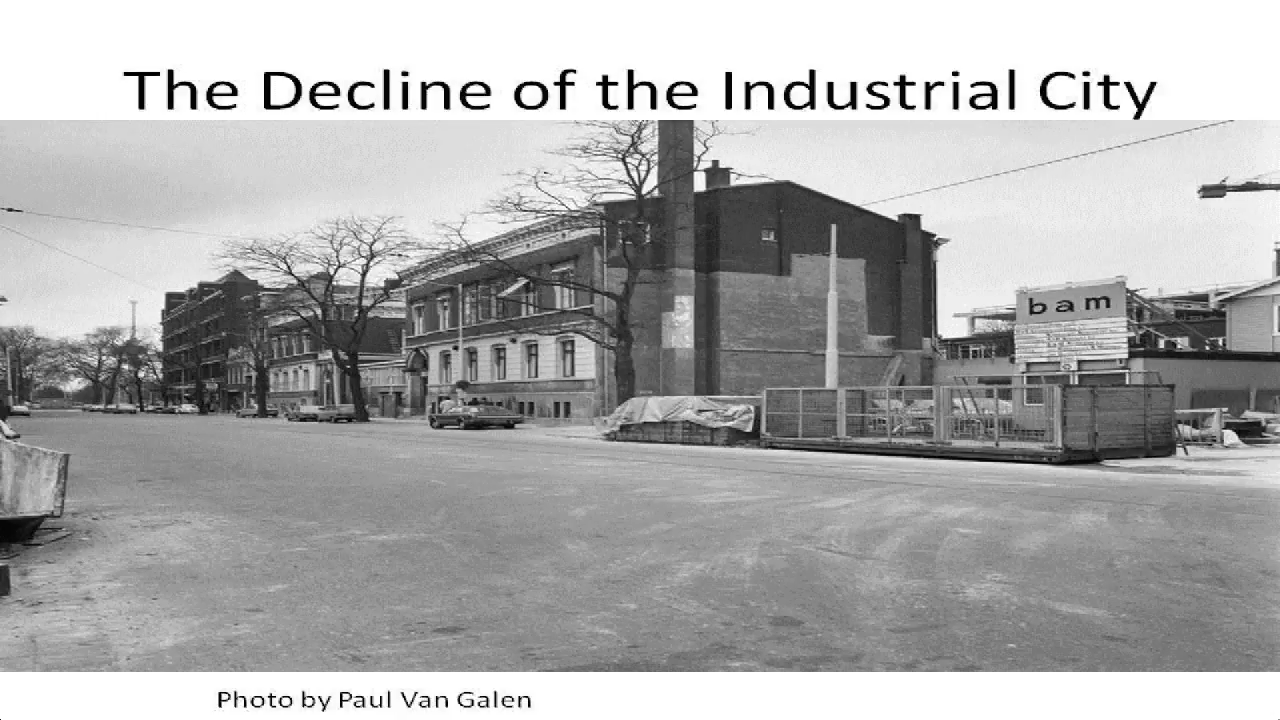 The Decline of the Industrial City
bam
Photo by Paul Van Galen